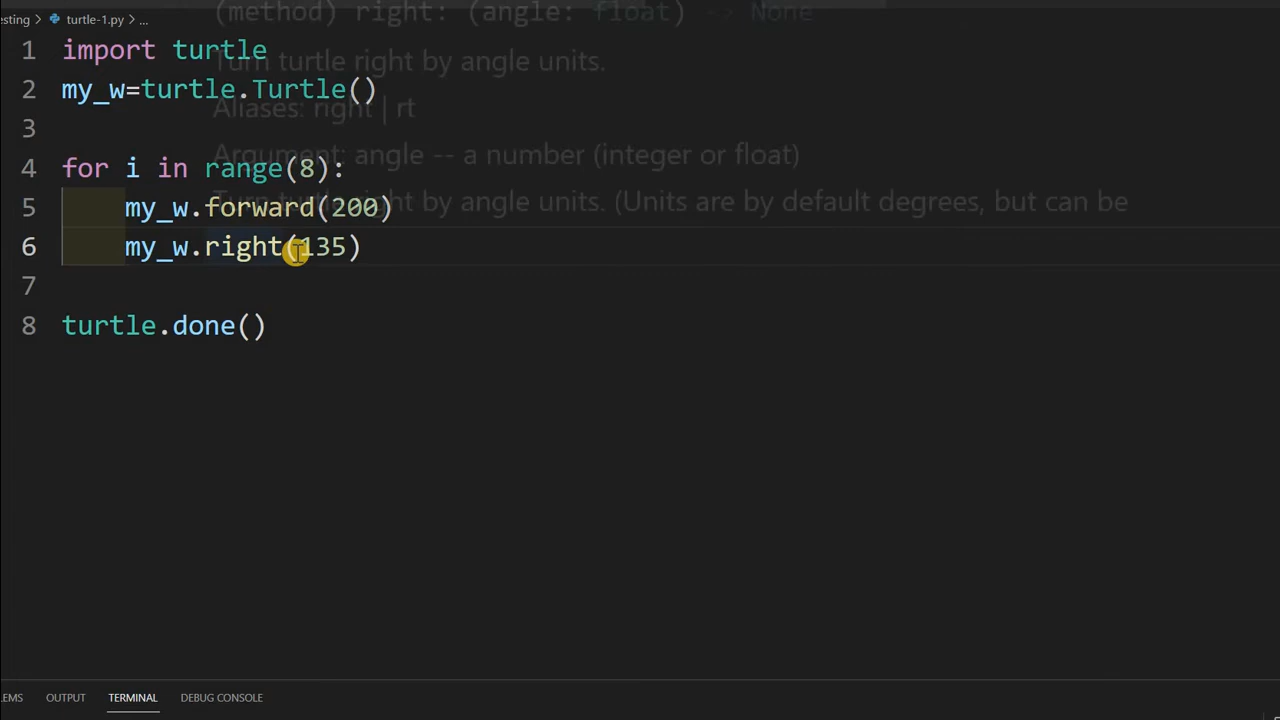 esting > turtle-1.py > ...
(method) right: (angle: float) -> None
1 import turtle
Turn turtle right by angle units.
2 my_w=turtle.Turtle()
Aliases: right | rt
3
Argument: angle -- a number (integer or float)
4 for i in range(8):
Turn turtle right by angle units. (Units are by default degrees, but can be
5 my_w.forward(200)
6 my_w.right(135)
7
8 turtle.done()
LEMS OUTPUT TERMINAL DEBUG CONSOLE